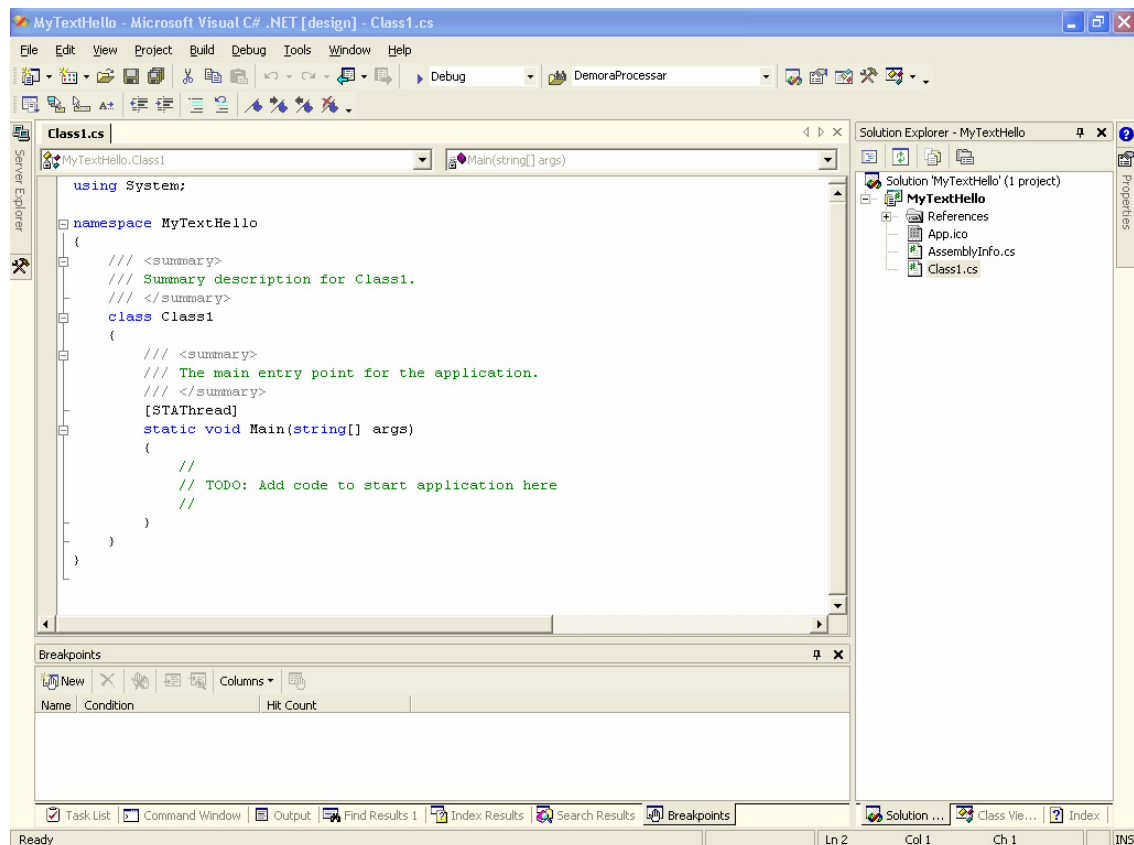 MyTextHello - Microsoft Visual C# .NET [design] - Class1.cs
File Edit View Project Build Debug Tools Window Help
Debug DemoraProcessar
Class1.cs
Solution Explorer - MyTextHello
MyTextHello.Class1 Main(string[] args)
Server Explorer
Properties
using System;
namespace MyTextHello
{
/// <summary>
/// Summary description for Class1.
/// </summary>
class Class1
{
/// <summary>
/// The main entry point for the application.
/// </summary>
[STAThread]
static void Main(string[] args)
{
//
// TODO: Add code to start application here
//
}
}
}
Solution 'MyTextHello' (1 project)
MyTextHello
References
App.ico
AssemblyInfo.cs
Class1.cs
Breakpoints
New Columns
Name Condition Hit Count
Task List Command Window Output Find Results 1 Index Results Search Results Breakpoints
Solution ... Class Vie... Index
Ready Ln 2 Col 1 Ch 1 INS